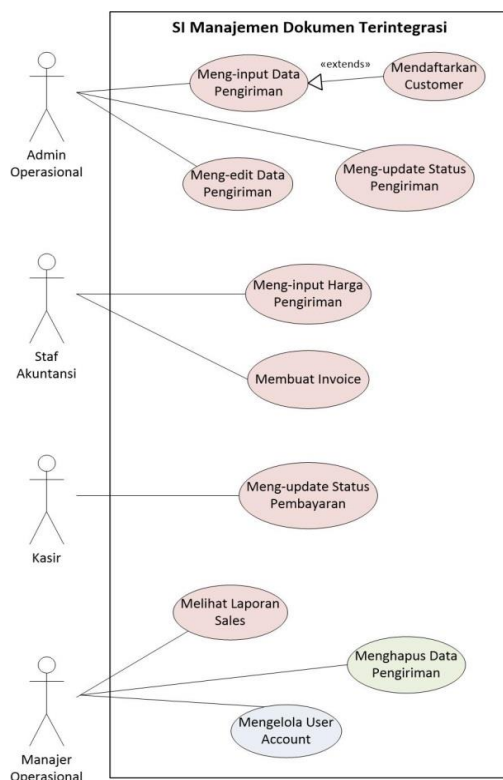 SI Manajemen Dokumen Terintegrasi
Meng-input Data
Pengiriman
«extends»
Mendaftarkan
Customer
Admin
Operasional
Meng-edit Data
Pengiriman
Meng-update Status
Pengiriman
Meng-input Harga
Pengiriman
Staf
Akuntansi
Membuat Invoice
Meng-update Status
Pembayaran
Kasir
Melihat Laporan
Sales
Menghapus Data
Pengiriman
Mengelola User
Account
Manajer
Operasional